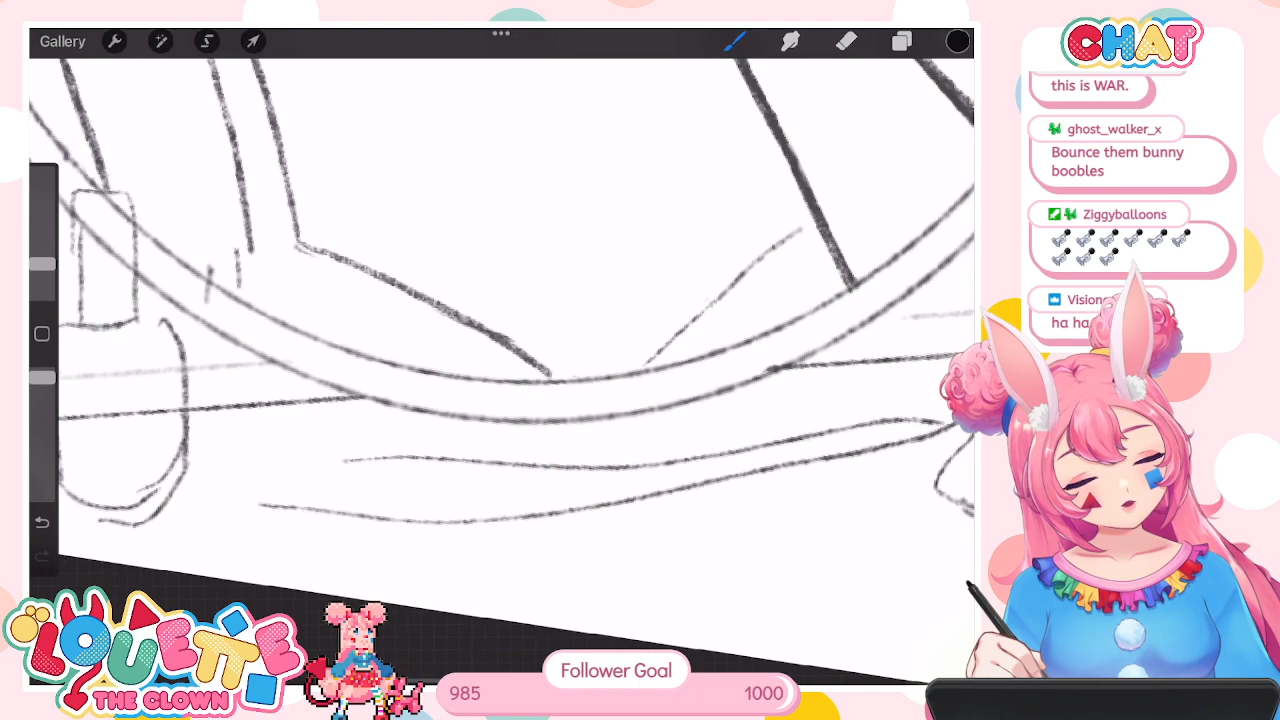 Gallery
CHAT
this is WAR.
ghost_walker_x
Bounce them bunny
boobles
Ziggyballoons
ha ha
LOUETTE
THE CLOWN
Follower Goal
985
1000